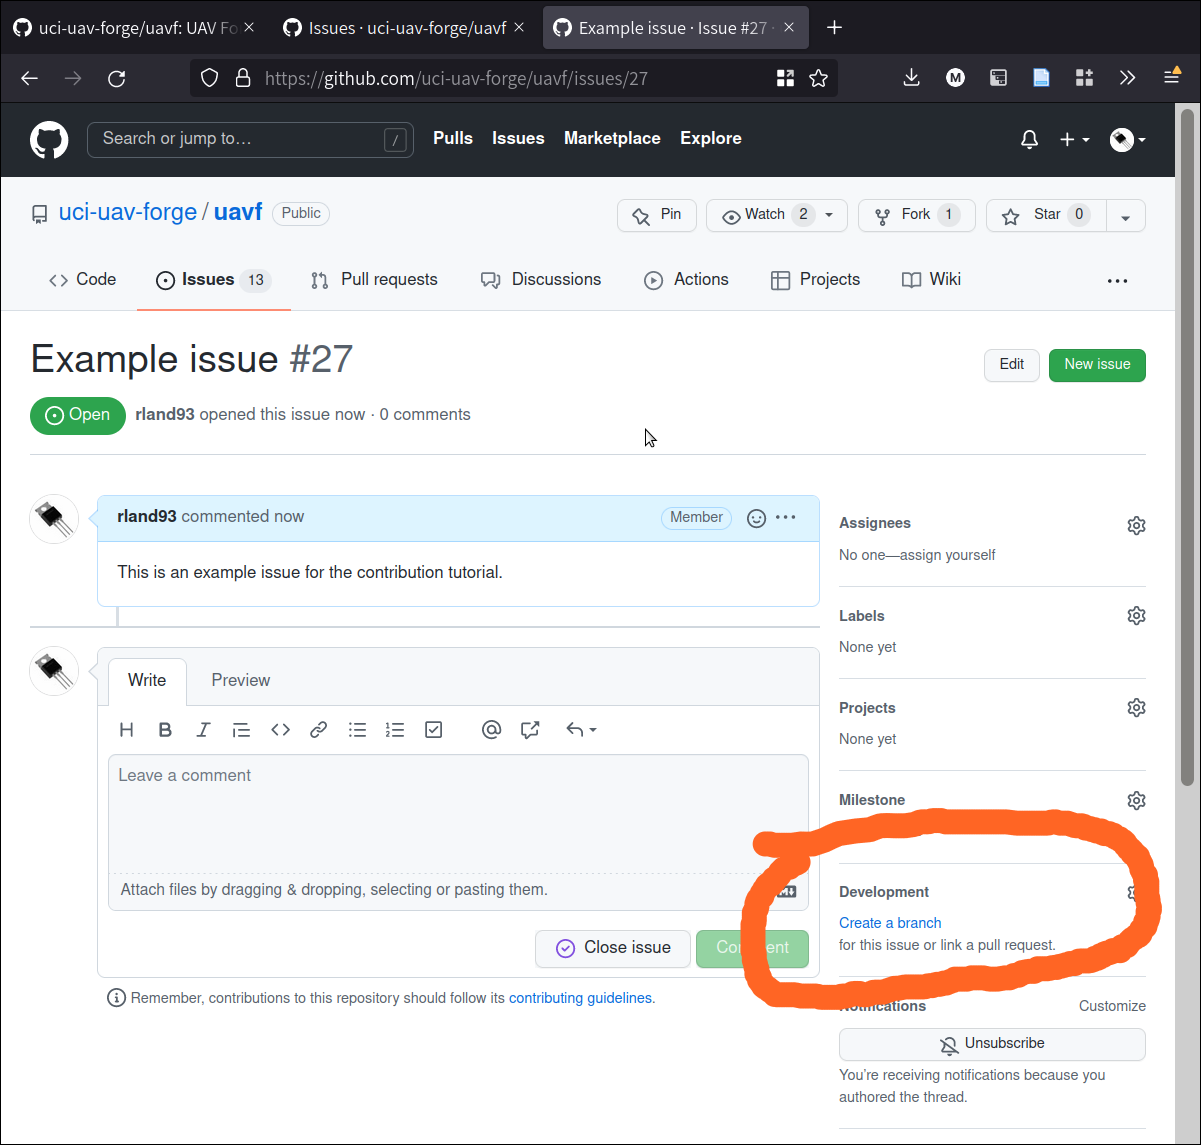 uci-uav-forge/uavf: UAV Fo
Issues · uci-uav-forge/uavf
Example issue · Issue #27 ·
https://github.com/uci-uav-forge/uavf/issues/27
M
Search or jump to…
/
Pulls
Issues
Marketplace
Explore
uci-uav-forge / uavf
Public
Pin
Watch 2
Fork 1
Star 0
Code
Issues 13
Pull requests
Discussions
Actions
Projects
Wiki
Example issue #27
Edit
New issue
Open
rland93 opened this issue now · 0 comments
rland93 commented now
Member
This is an example issue for the contribution tutorial.
Write
Preview
H B I
Leave a comment
Attach files by dragging & dropping, selecting or pasting them.
Close issue
Remember, contributions to this repository should follow its contributing guidelines.
Assignees
No one—assign yourself
Labels
None yet
Projects
None yet
Milestone
Development
Create a branch
for this issue or link a pull request.
Notifications
Customize
Unsubscribe
You're receiving notifications because you
authored the thread.